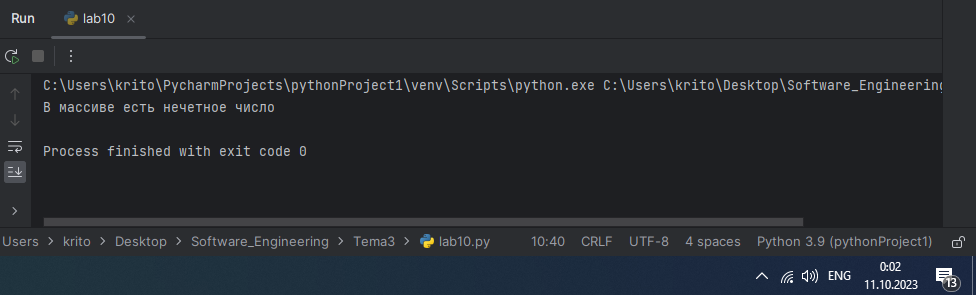 Run lab10
C:\Users\krito\PycharmProjects\pythonProject1\venv\Scripts\python.exe C:\Users\krito\Desktop\Software_Engineering
В массиве есть нечетное число
Process finished with exit code 0
Users krito Desktop Software_Engineering Tema3 lab10.py 10:40 CRLF UTF-8 4 spaces Python 3.9 (pythonProject1)
ENG 0:02
11.10.2023 13